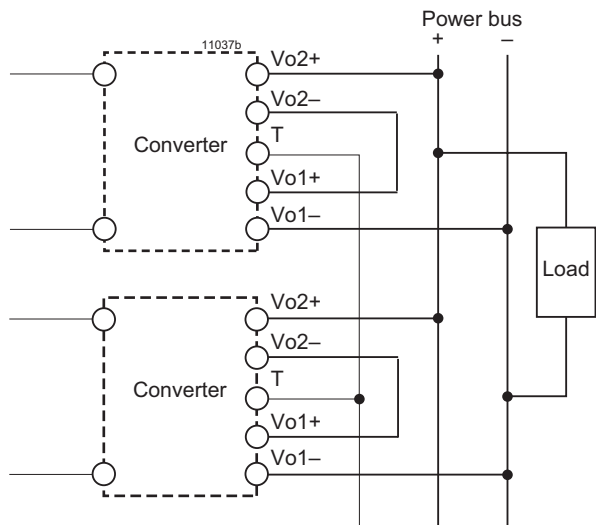 Power bus
+ –
11037b
Vo2+
Vo2–
T
Converter
Vo1+
Vo1–
Load
Vo2+
Vo2–
T
Converter
Vo1+
Vo1–